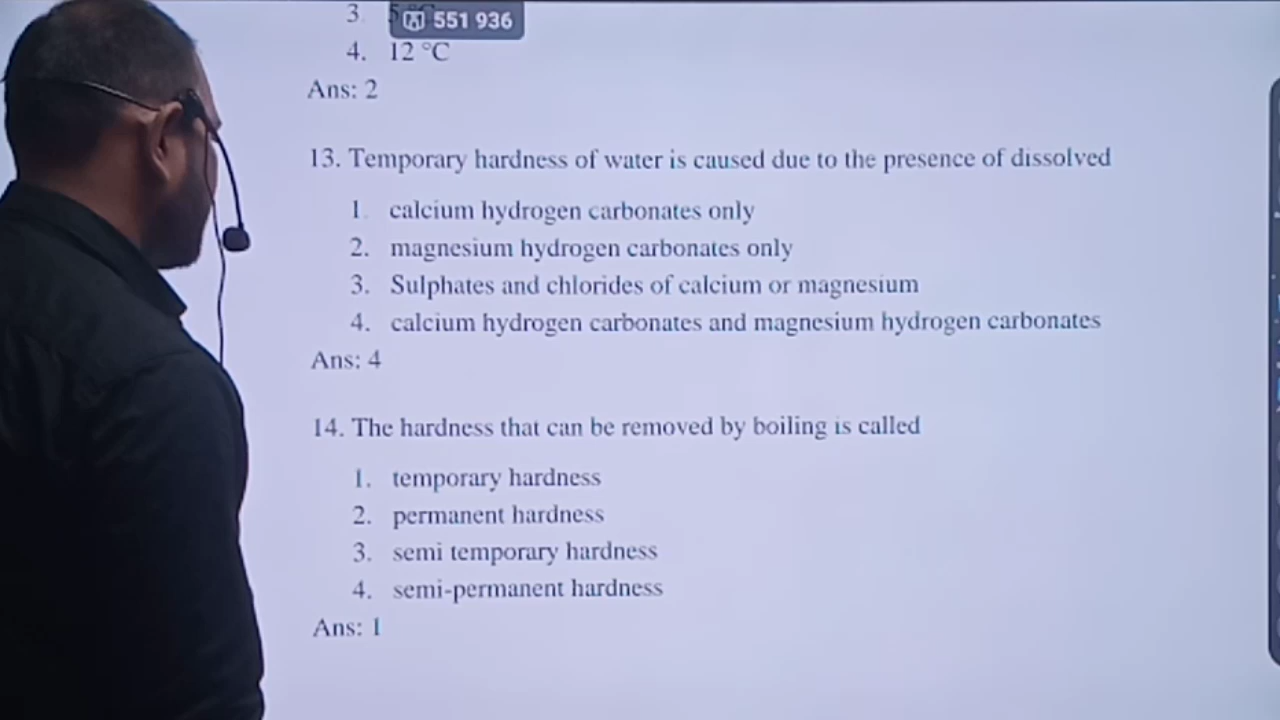 3. 5 °C
551 936
4. 12 °C
Ans: 2
13. Temporary hardness of water is caused due to the presence of dissolved
1. calcium hydrogen carbonates only
2. magnesium hydrogen carbonates only
3. Sulphates and chlorides of calcium or magnesium
4. calcium hydrogen carbonates and magnesium hydrogen carbonates
Ans: 4
14. The hardness that can be removed by boiling is called
1. temporary hardness
2. permanent hardness
3. semi temporary hardness
4. semi-permanent hardness
Ans: 1